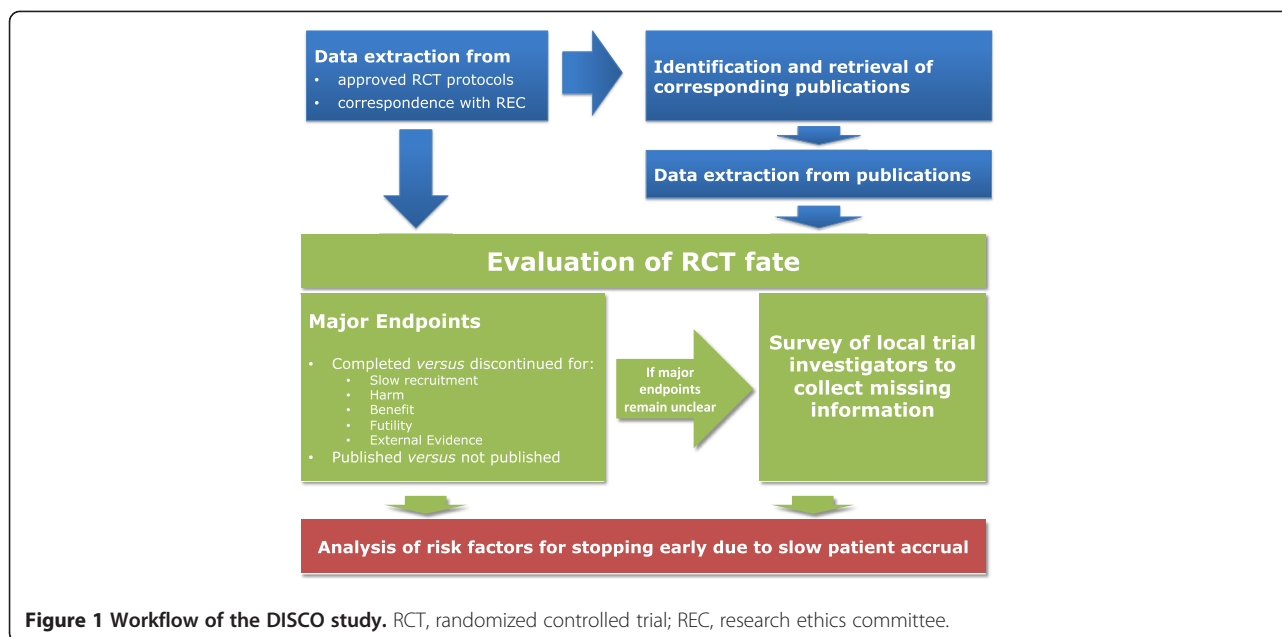 Data extraction from
• approved RCT protocols
• correspondence with REC
Identification and retrieval of
corresponding publications
Data extraction from publications
Evaluation of RCT fate
Major Endpoints
• Completed versus discontinued for:
• Slow recruitment
• Harm
• Benefit
• Futility
• External Evidence
• Published versus not published
If major
endpoints
remain unclear
Survey of local trial
investigators to
collect missing
information
Analysis of risk factors for stopping early due to slow patient accrual
Figure 1 Workflow of the DISCO study. RCT, randomized controlled trial; REC, research ethics committee.